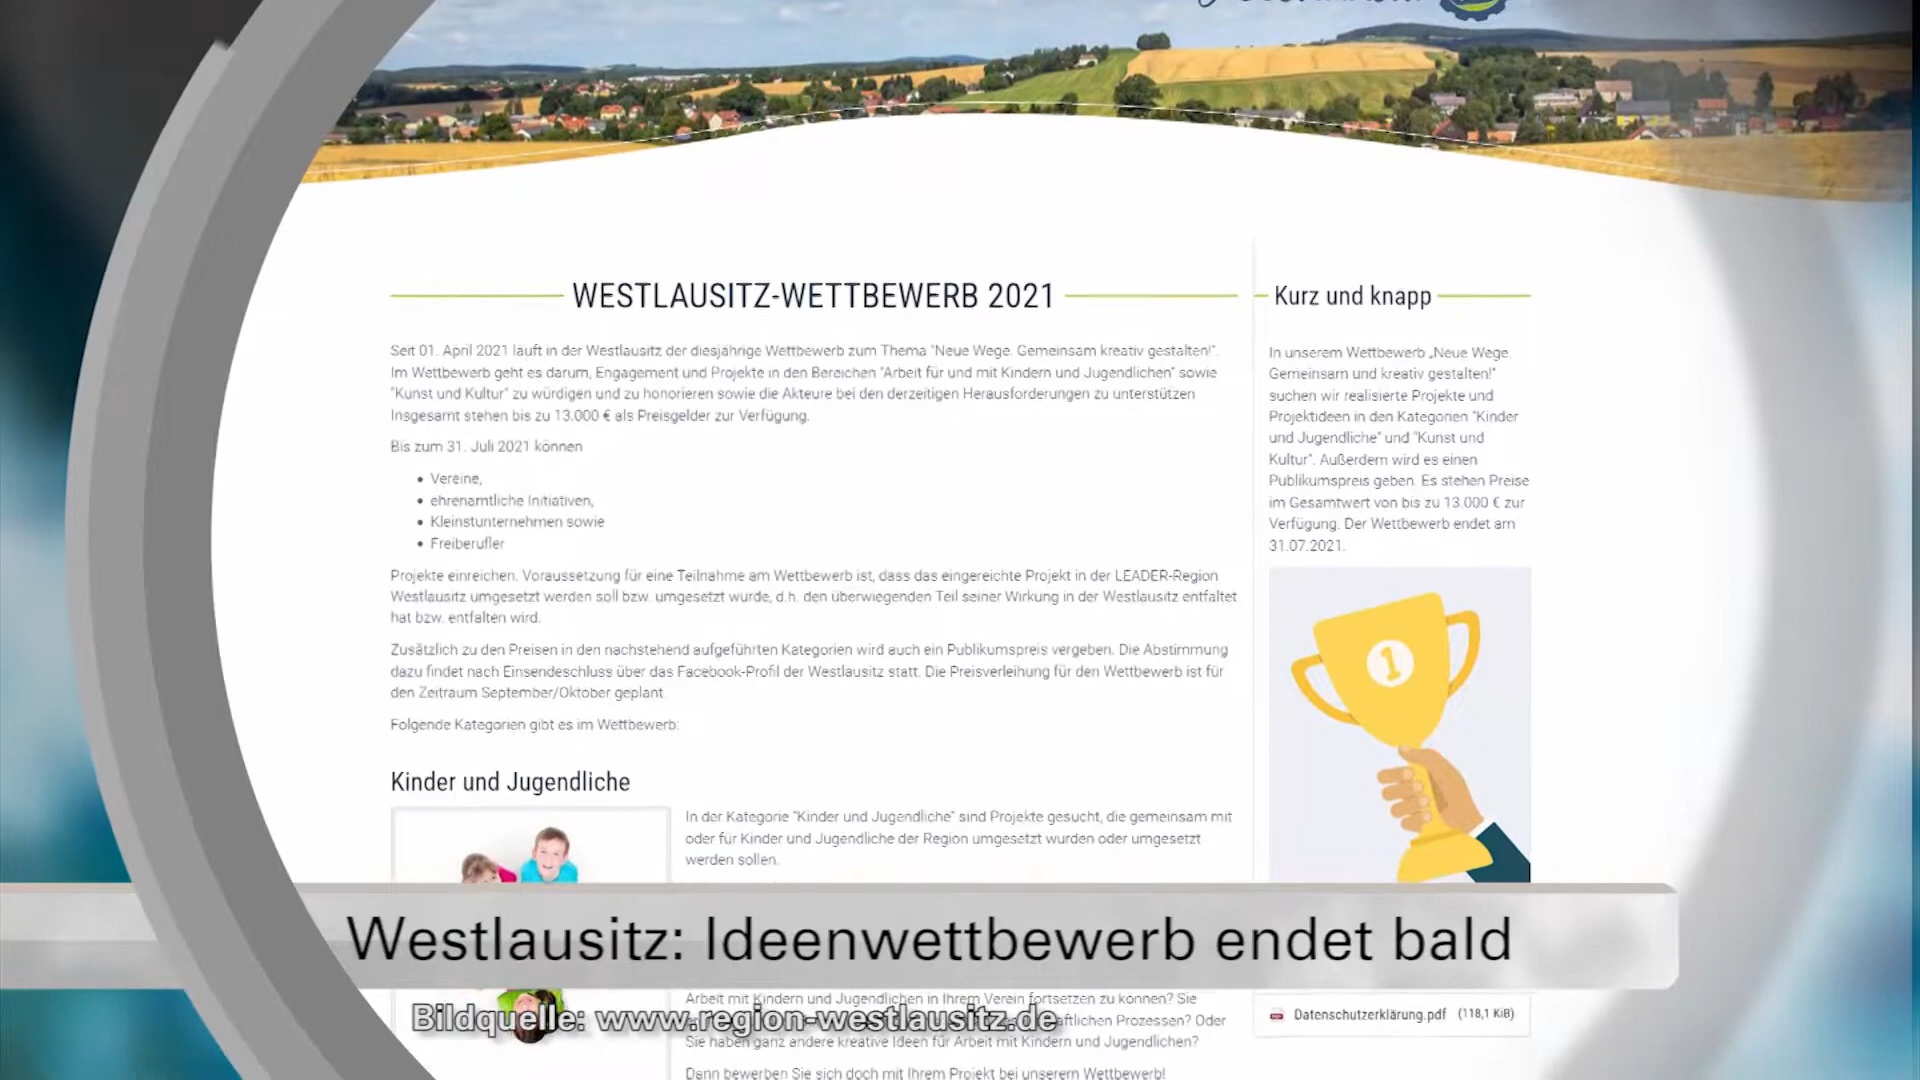 WESTLAUSITZ-WETTBEWERB 2021
Seit 01. April 2021 läuft in der Westlausitz der diesjährige Wettbewerb zum Thema "Neue Wege. Gemeinsam kreativ gestalten!".
Im Wettbewerb geht es darum, Engagement und Projekte in den Bereichen "Arbeit für und mit Kindern und Jugendlichen" sowie
"Kunst und Kultur" zu würdigen und zu honorieren sowie die Akteure bei den derzeitigen Herausforderungen zu unterstützen
Insgesamt stehen bis zu 13.000 € als Preisgelder zur Verfügung.
Bis zum 31. Juli 2021 können
• Vereine,
• ehrenamtliche Initiativen,
• Kleinstunternehmen sowie
• Freiberufler
Projekte einreichen. Voraussetzung für eine Teilnahme am Wettbewerb ist, dass das eingereichte Projekt in der LEADER-Region
Westlausitz umgesetzt werden soll bzw. umgesetzt wurde, d.h. den überwiegenden Teil seiner Wirkung in der Westlausitz entfaltet
hat bzw. entfalten wird.
Zusätzlich zu den Preisen in den nachstehend aufgeführten Kategorien wird auch ein Publikumspreis vergeben. Die Abstimmung
dazu findet nach Einsendeschluss über das Facebook-Profil der Westlausitz statt. Die Preisverleihung für den Wettbewerb ist für
den Zeitraum September/Oktober geplant.
Folgende Kategorien gibt es im Wettbewerb:
Kinder und Jugendliche
In der Kategorie "Kinder und Jugendliche" sind Projekte gesucht, die gemeinsam mit
oder für Kinder und Jugendliche der Region umgesetzt wurden oder umgesetzt
werden sollen.
Kurz und knapp
In unserem Wettbewerb „Neue Wege.
Gemeinsam und kreativ gestalten!"
suchen wir realisierte Projekte und
Projektideen in den Kategorien "Kinder
und Jugendliche" und "Kunst und
Kultur". Außerdem wird es einen
Publikumspreis geben. Es stehen Preise
im Gesamtwert von bis zu 13.000 € zur
Verfügung. Der Wettbewerb endet am
31.07.2021.
1
Westlausitz: Ideenwettbewerb endet bald
Arbeit mit Kindern und Jugendlichen in Ihrem Verein fortsetzen zu können? Sie
Bildquelle: www.region-westlausitz.de
Prozessen? Oder
Sie haben ganz andere kreative Ideen für Arbeit mit Kindern und Jugendlichen?
Dann bewerben Sie sich doch mit Ihrem Projekt bei unserem Wettbewerb!
Datenschutzerklärung.pdf (118,1 KiB)